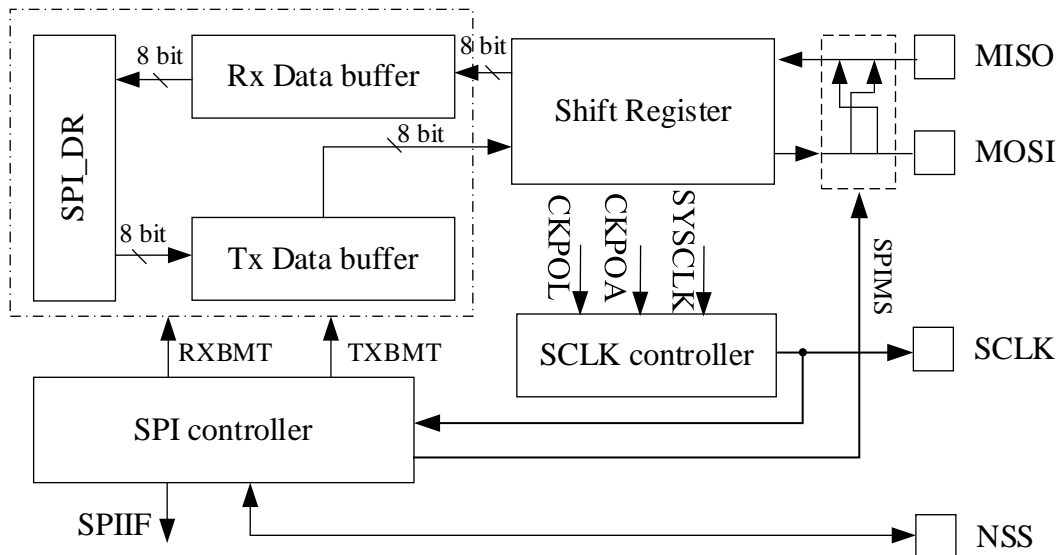 8 bit
Rx Data buffer
8 bit
Shift Register
MISO
MOSI
SPI_DR
8 bit
8 bit
Tx Data buffer
CKPOL
CKPOA
SYSCLK
SPIMS
RXBMT
TXBMT
SCLK controller
SCLK
SPI controller
SPIIF
NSS